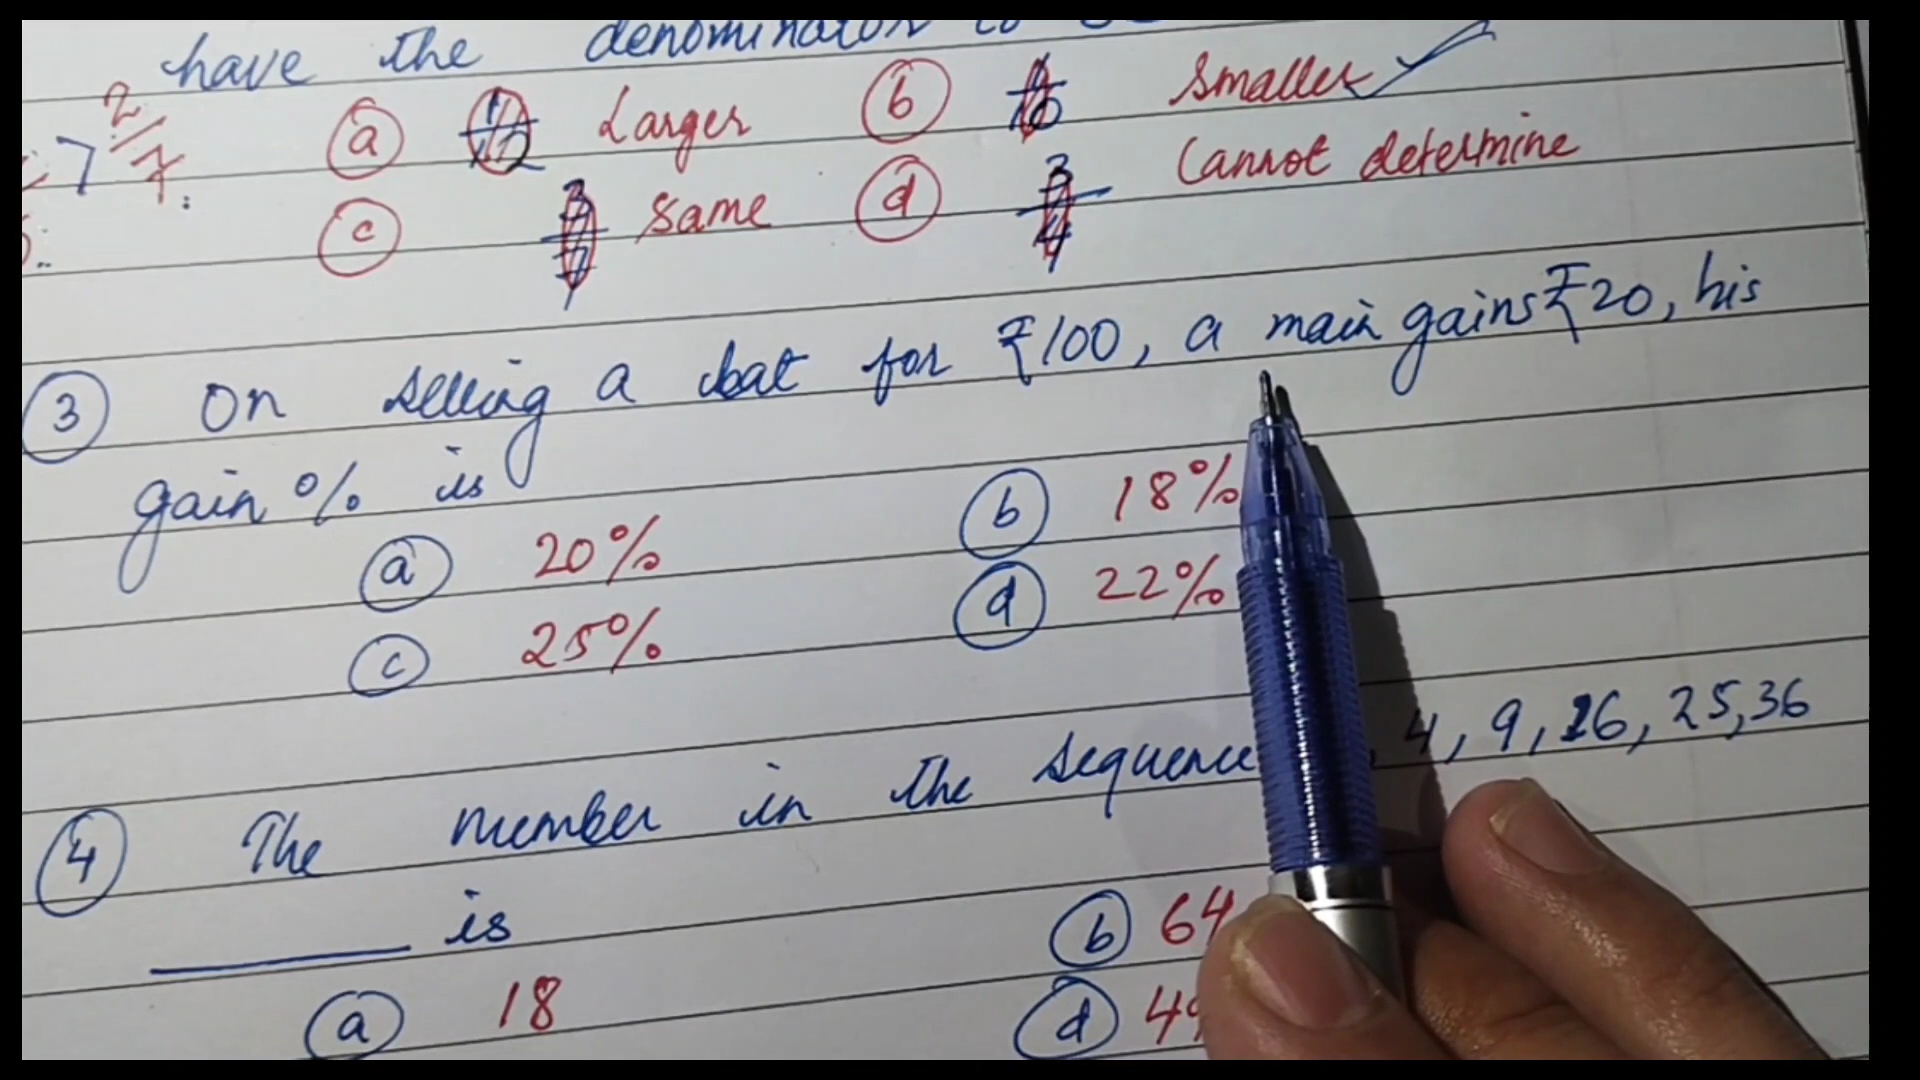 have the denominator
> 2/7
(a) Larger (b) smaller ✓
(c) same (d) Cannot determine
(3) On selling a bat for ₹100, a main gains ₹20, his
gain % is
(a) 20% (b) 18%
(c) 25% (d) 22%
(4) The number in the sequence 4, 9, 16, 25, 36
______ is
(a) 18 (b) 64
(d)